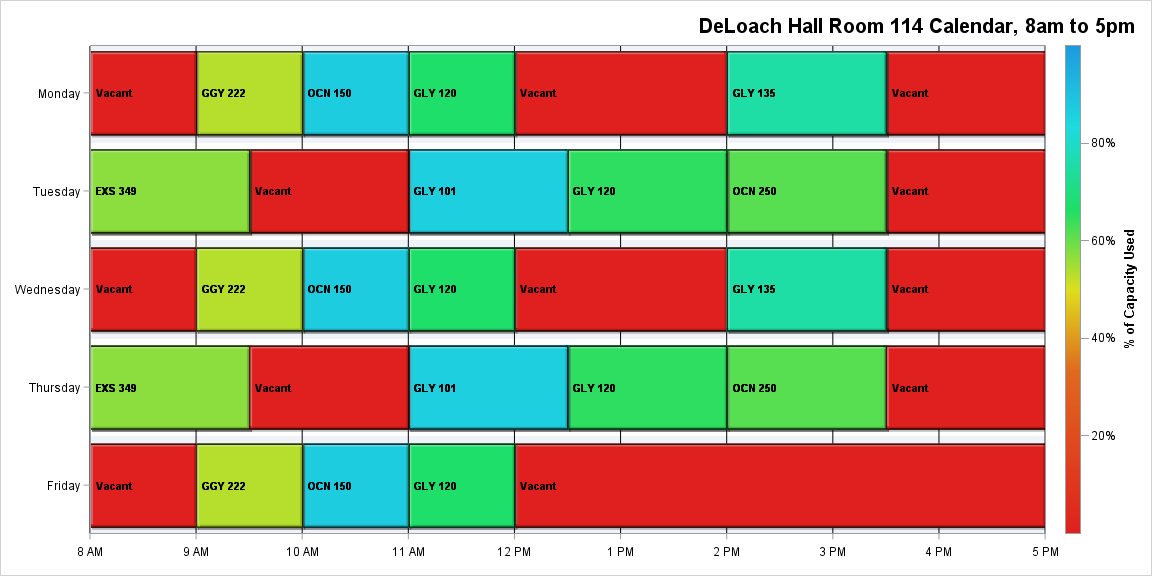 DeLoach Hall Room 114 Calendar, 8am to 5pm
Monday
Vacant
GGY 222
OCN 150
GLY 120
Vacant
GLY 135
Vacant
Tuesday
EXS 349
Vacant
GLY 101
GLY 120
OCN 250
Vacant
Wednesday
Vacant
GGY 222
OCN 150
GLY 120
Vacant
GLY 135
Vacant
Thursday
EXS 349
Vacant
GLY 101
GLY 120
OCN 250
Vacant
Friday
Vacant
GGY 222
OCN 150
GLY 120
Vacant
8 AM
9 AM
10 AM
11 AM
12 PM
1 PM
2 PM
3 PM
4 PM
5 PM
80%
60%
40%
20%
% of Capacity Used